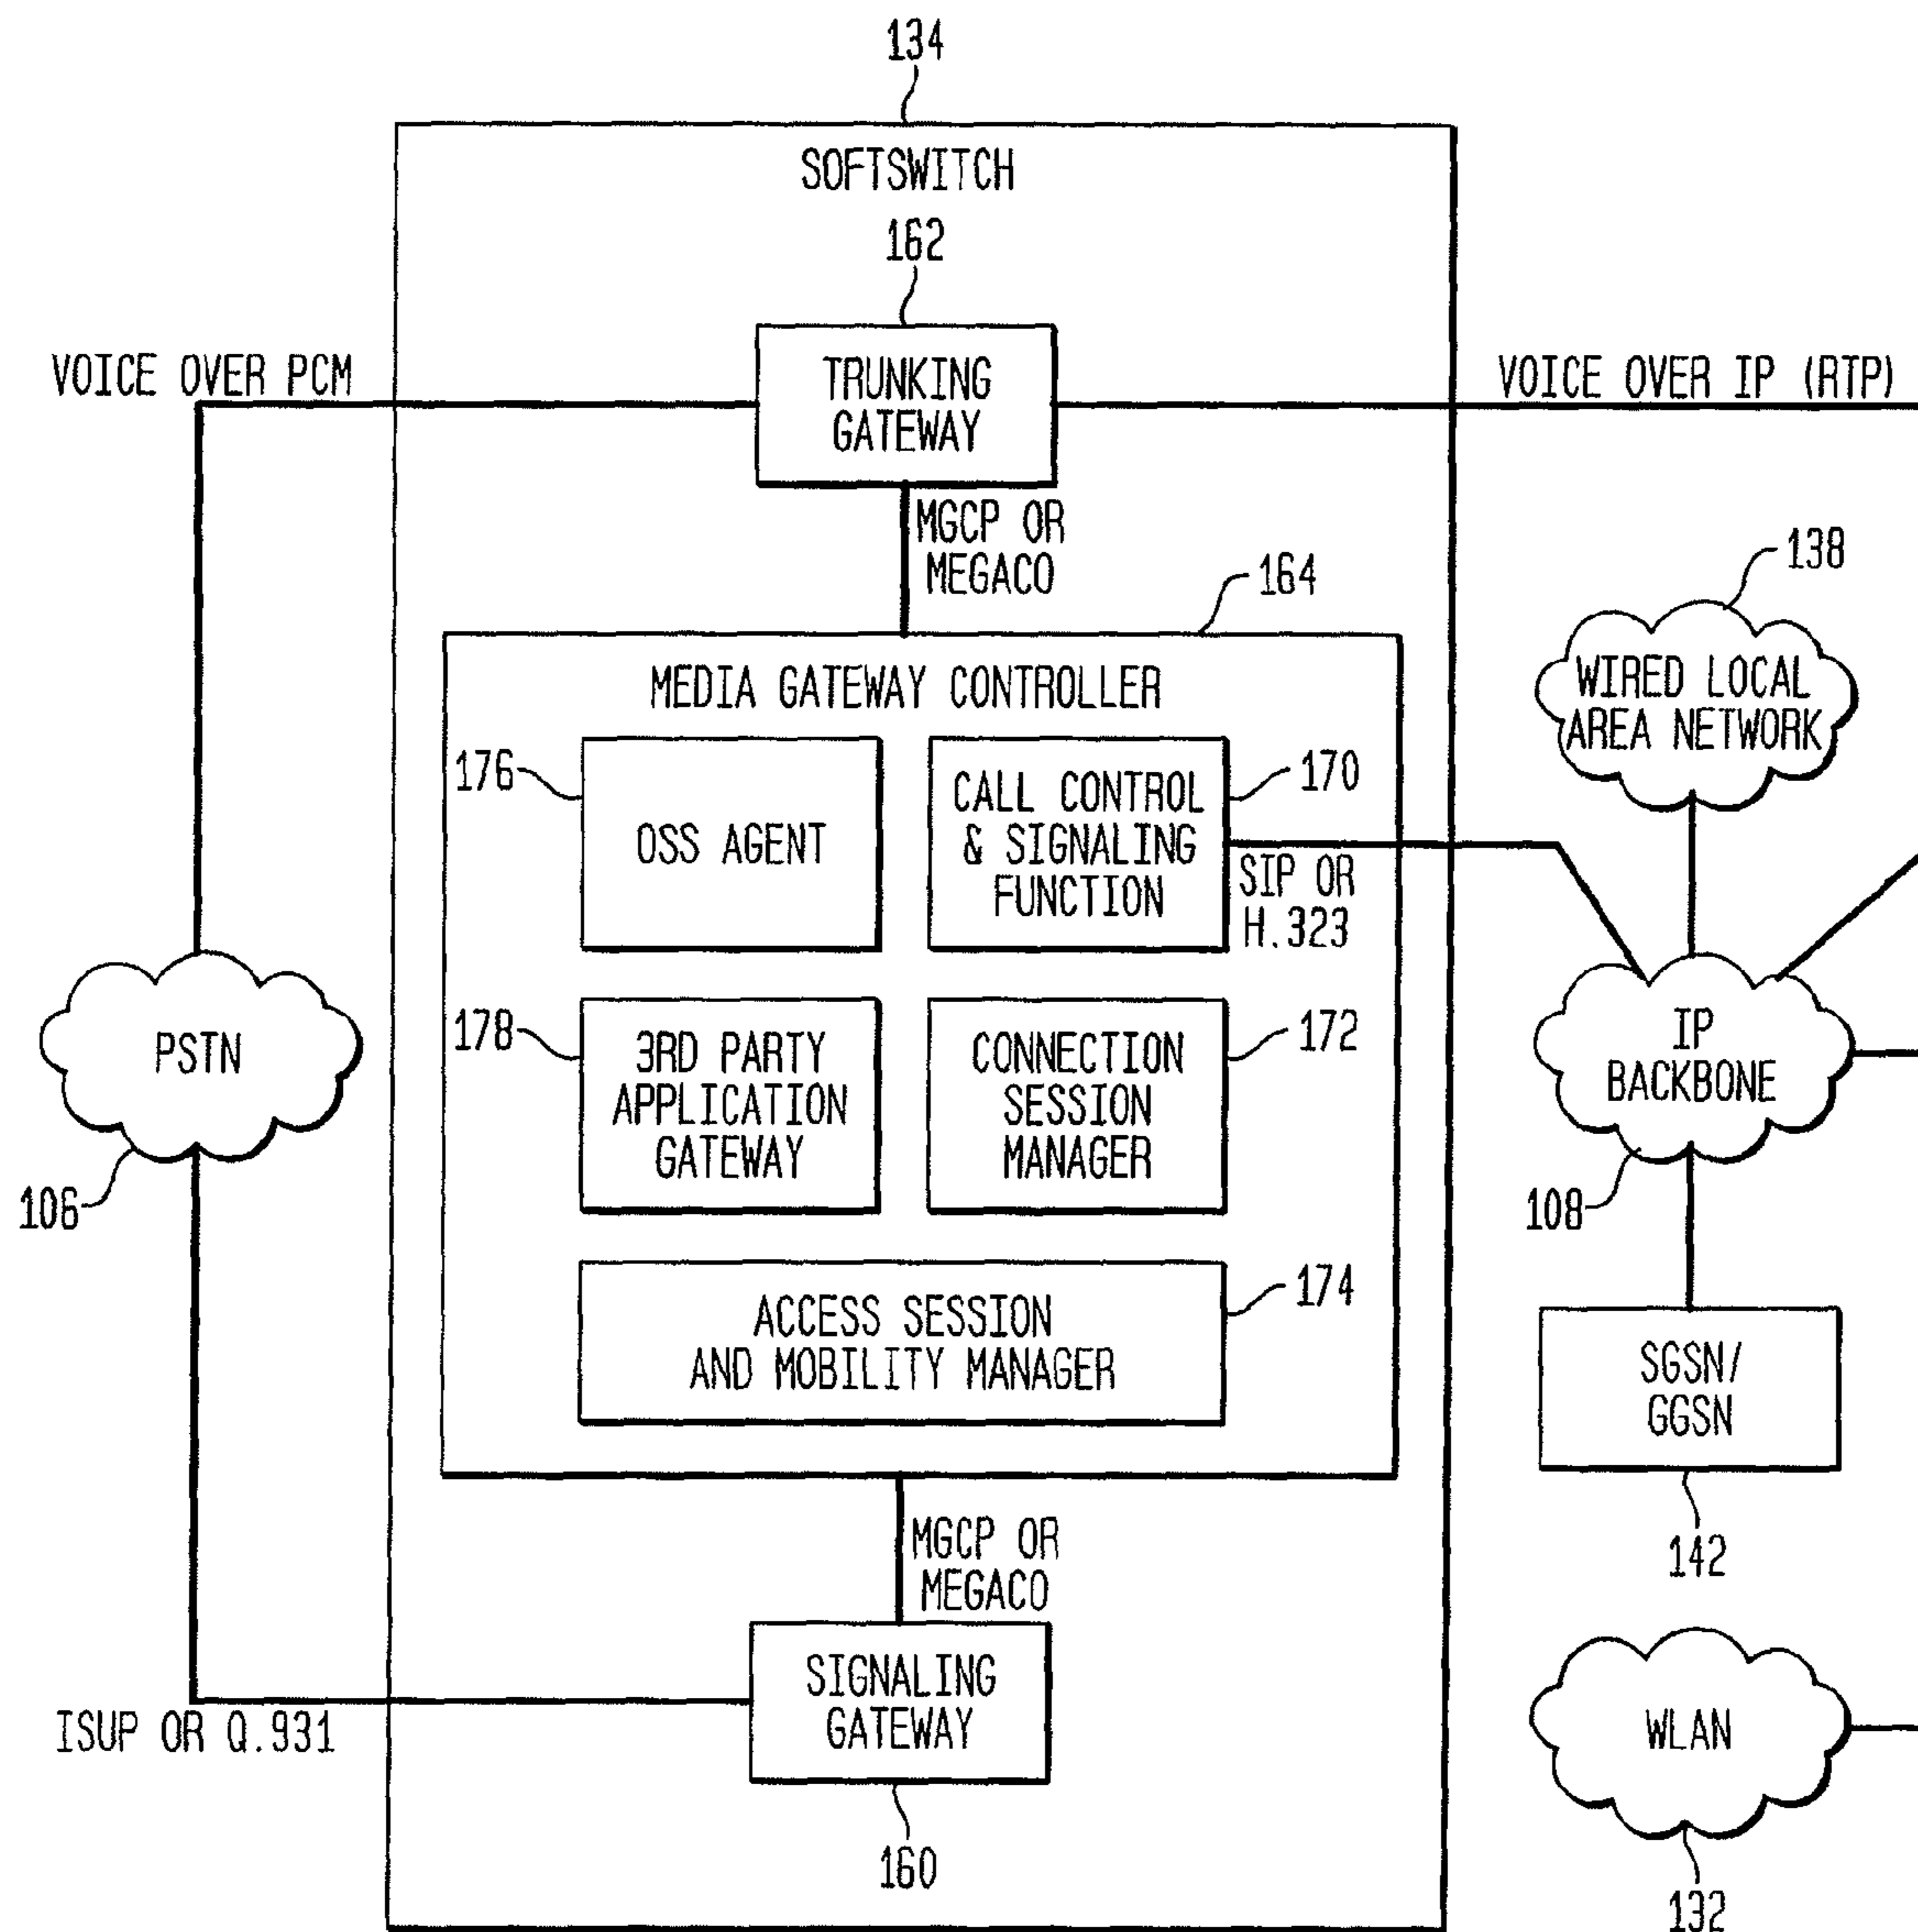 134
SOFTSWITCH
162
VOICE OVER PCM
TRUNKING
GATEWAY
VOICE OVER IP (RTP)
MGCP OR
MEGACO
164
138
MEDIA GATEWAY CONTROLLER
WIRED LOCAL
AREA NETWORK
176
OSS AGENT
CALL CONTROL
& SIGNALING
FUNCTION
170
SIP OR
H.323
PSTN
106
178
3RD PARTY
APPLICATION
GATEWAY
CONNECTION
SESSION
MANAGER
172
IP
BACKBONE
108
ACCESS SESSION
AND MOBILITY MANAGER
174
SGSN/
GGSN
142
MGCP OR
MEGACO
ISUP OR Q.931
SIGNALING
GATEWAY
160
WLAN
132